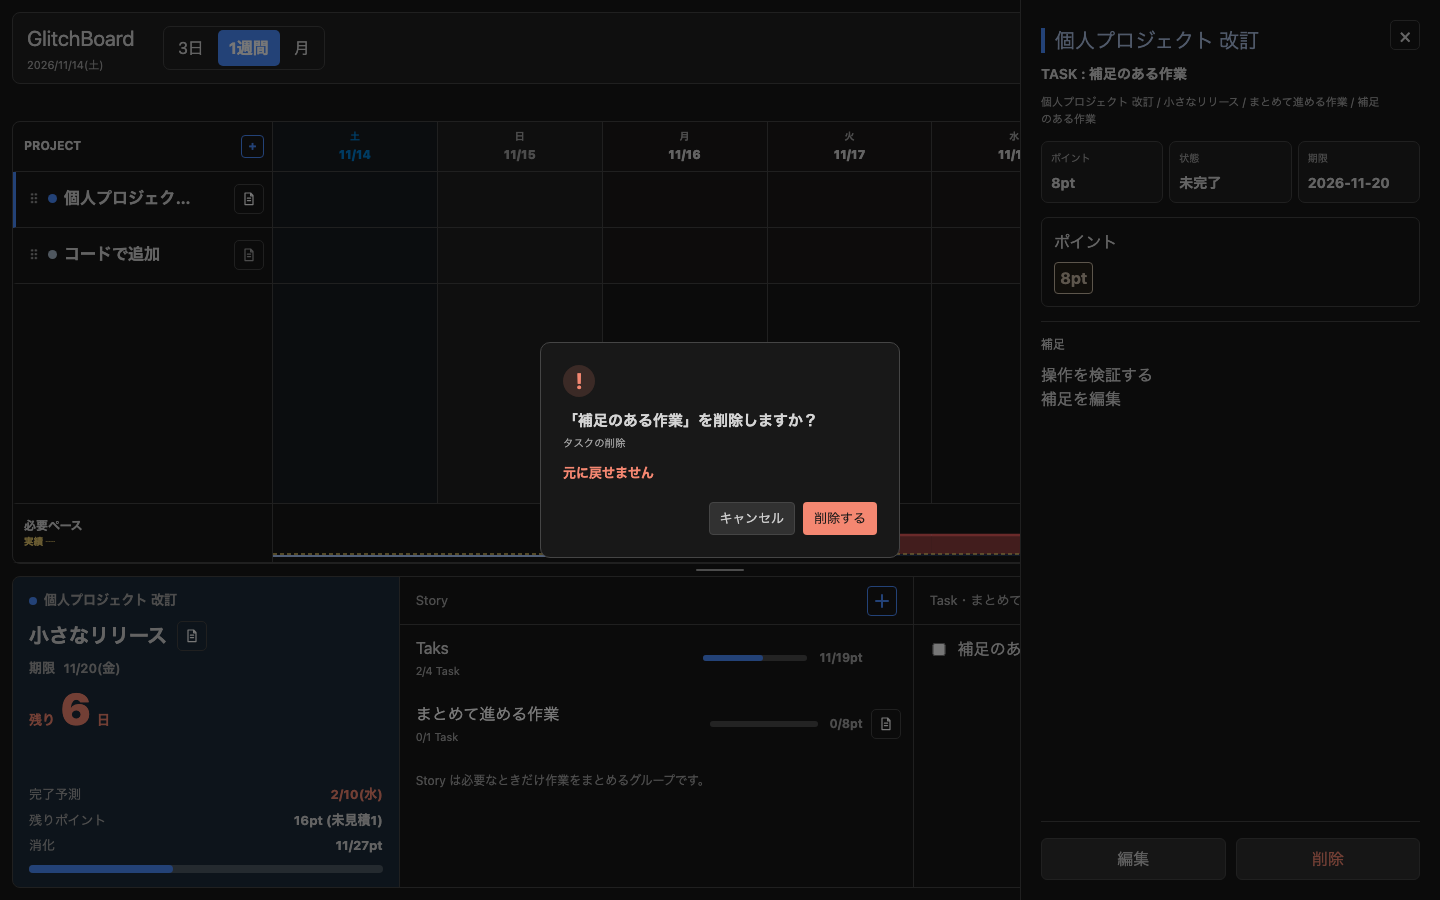 GlitchBoard
2026/11/14(土)
3日 1週間 月
PROJECT +
土 11/14
日 11/15
月 11/16
火 11/17
水
個人プロジェク...
コードで追加
必要ペース
実績 —
!
「補足のある作業」を削除しますか？
タスクの削除
元に戻せません
キャンセル 削除する
個人プロジェクト 改訂
小さなリリース
期限 11/20(金)
残り 6 日
完了予測 2/10(水)
残りポイント 16pt (未見積1)
消化 11/27pt
Story +
Taks
2/4 Task
11/19pt
まとめて進める作業
0/1 Task
0/8pt
Story は必要なときだけ作業をまとめるグループです。
Task・まとめて
補足のあ
個人プロジェクト 改訂
×
TASK : 補足のある作業
個人プロジェクト 改訂 / 小さなリリース / まとめて進める作業 / 補足
のある作業
ポイント
8pt
状態
未完了
期限
2026-11-20
ポイント
8pt
補足
操作を検証する
補足を編集
編集 削除